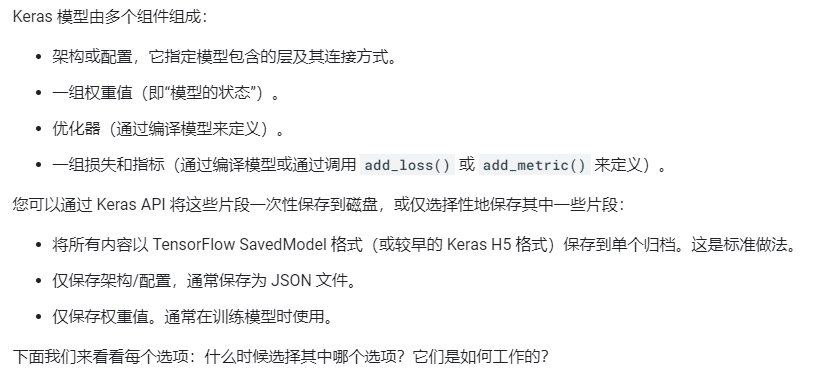 Keras 模型由多个组件组成：
• 架构或配置，它指定模型包含的层及其连接方式。
• 一组权重值（即“模型的状态”）。
• 优化器（通过编译模型来定义）。
• 一组损失和指标（通过编译模型或通过调用 add_loss() 或 add_metric() 来定义）。
您可以通过 Keras API 将这些片段一次性保存到磁盘，或仅选择性地保存其中一些片段：
• 将所有内容以 TensorFlow SavedModel 格式（或较早的 Keras H5 格式）保存到单个归档。这是标准做法。
• 仅保存架构/配置，通常保存为 JSON 文件。
• 仅保存权重值。通常在训练模型时使用。
下面我们来看看每个选项：什么时候选择其中哪个选项？它们是如何工作的？